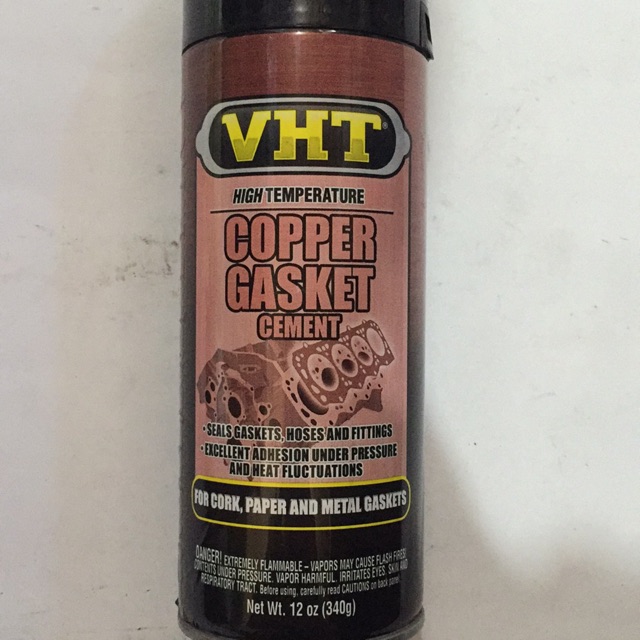 VHT®
HIGH TEMPERATURE
COPPER
GASKET
CEMENT
•SEALS GASKETS, HOSES AND FITTINGS
•EXCELLENT ADHESION UNDER PRESSURE
AND HEAT FLUCTUATIONS
FOR CORK, PAPER AND METAL GASKETS
DANGER! EXTREMELY FLAMMABLE – VAPORS MAY CAUSE FLASH FIRES!
CONTENTS UNDER PRESSURE. VAPOR HARMFUL. IRRITATES EYES, SKIN AND
RESPIRATORY TRACT. Before using, carefully read CAUTIONS on back panel.
Net Wt. 12 oz (340g)